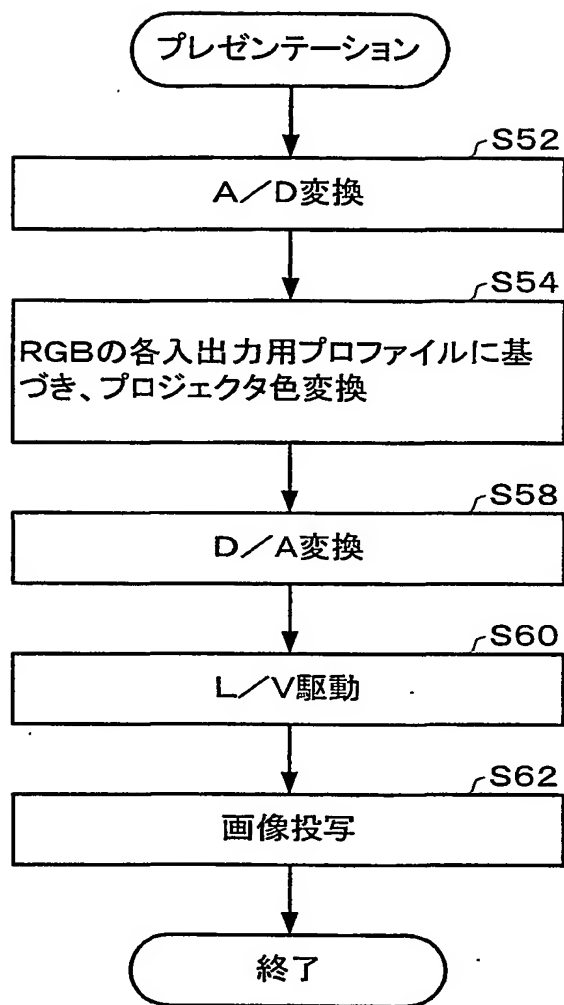 プレゼンテーション
S52
A/D変換
S54
RGBの各入出力用プロファイルに基
づき、プロジェクタ色変換
S58
D/A変換
S60
L/V駆動
S62
画像投写
終了